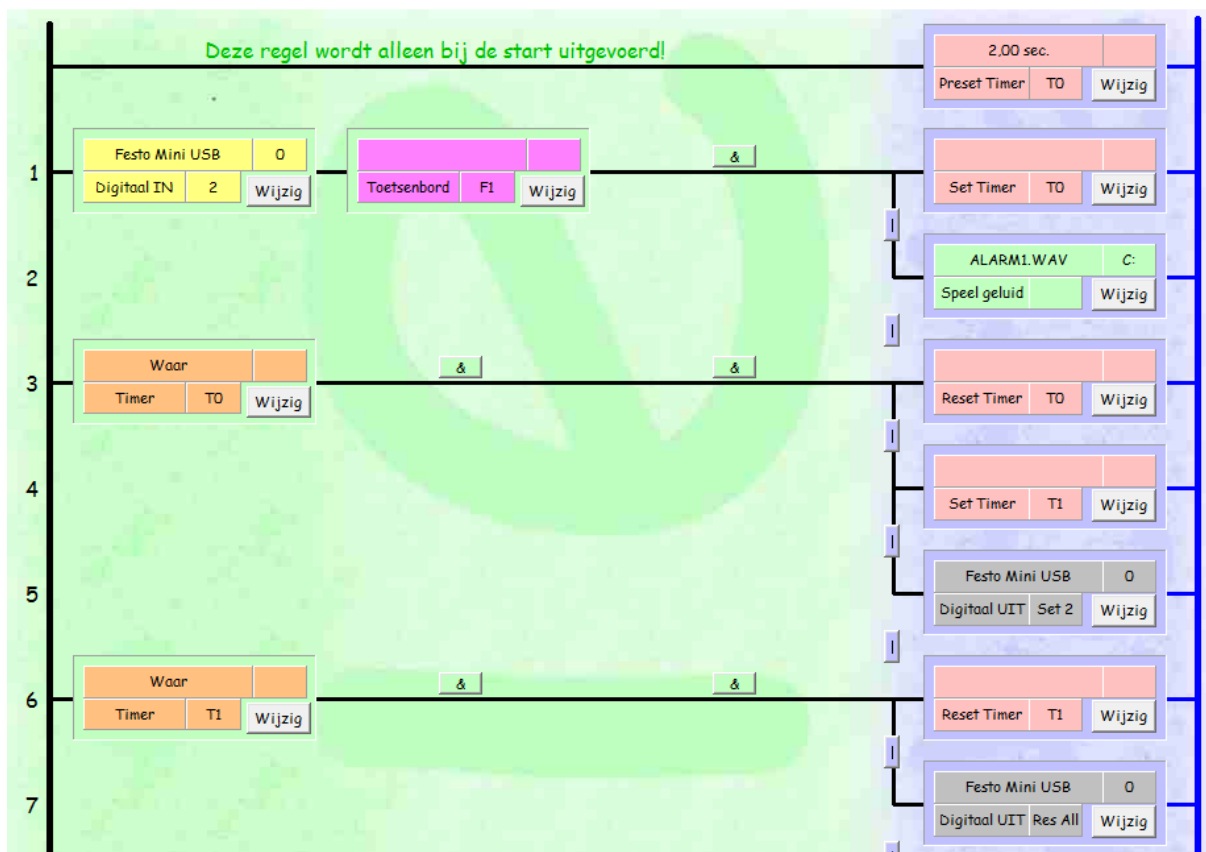 Deze regel wordt alleen bij de start uitgevoerd!
2,00 sec.
Preset Timer T0 Wijzig
1
Festo Mini USB 0
Digitaal IN 2 Wijzig
Toetsenbord F1 Wijzig
&
Set Timer T0 Wijzig
|
2
ALARM1.WAV C:
Speel geluid Wijzig
|
3
Waar
Timer T0 Wijzig
&
&
Reset Timer T0 Wijzig
|
4
Set Timer T1 Wijzig
|
5
Festo Mini USB 0
Digitaal UIT Set 2 Wijzig
|
6
Waar
Timer T1 Wijzig
&
&
Reset Timer T1 Wijzig
|
7
Festo Mini USB 0
Digitaal UIT Res All Wijzig